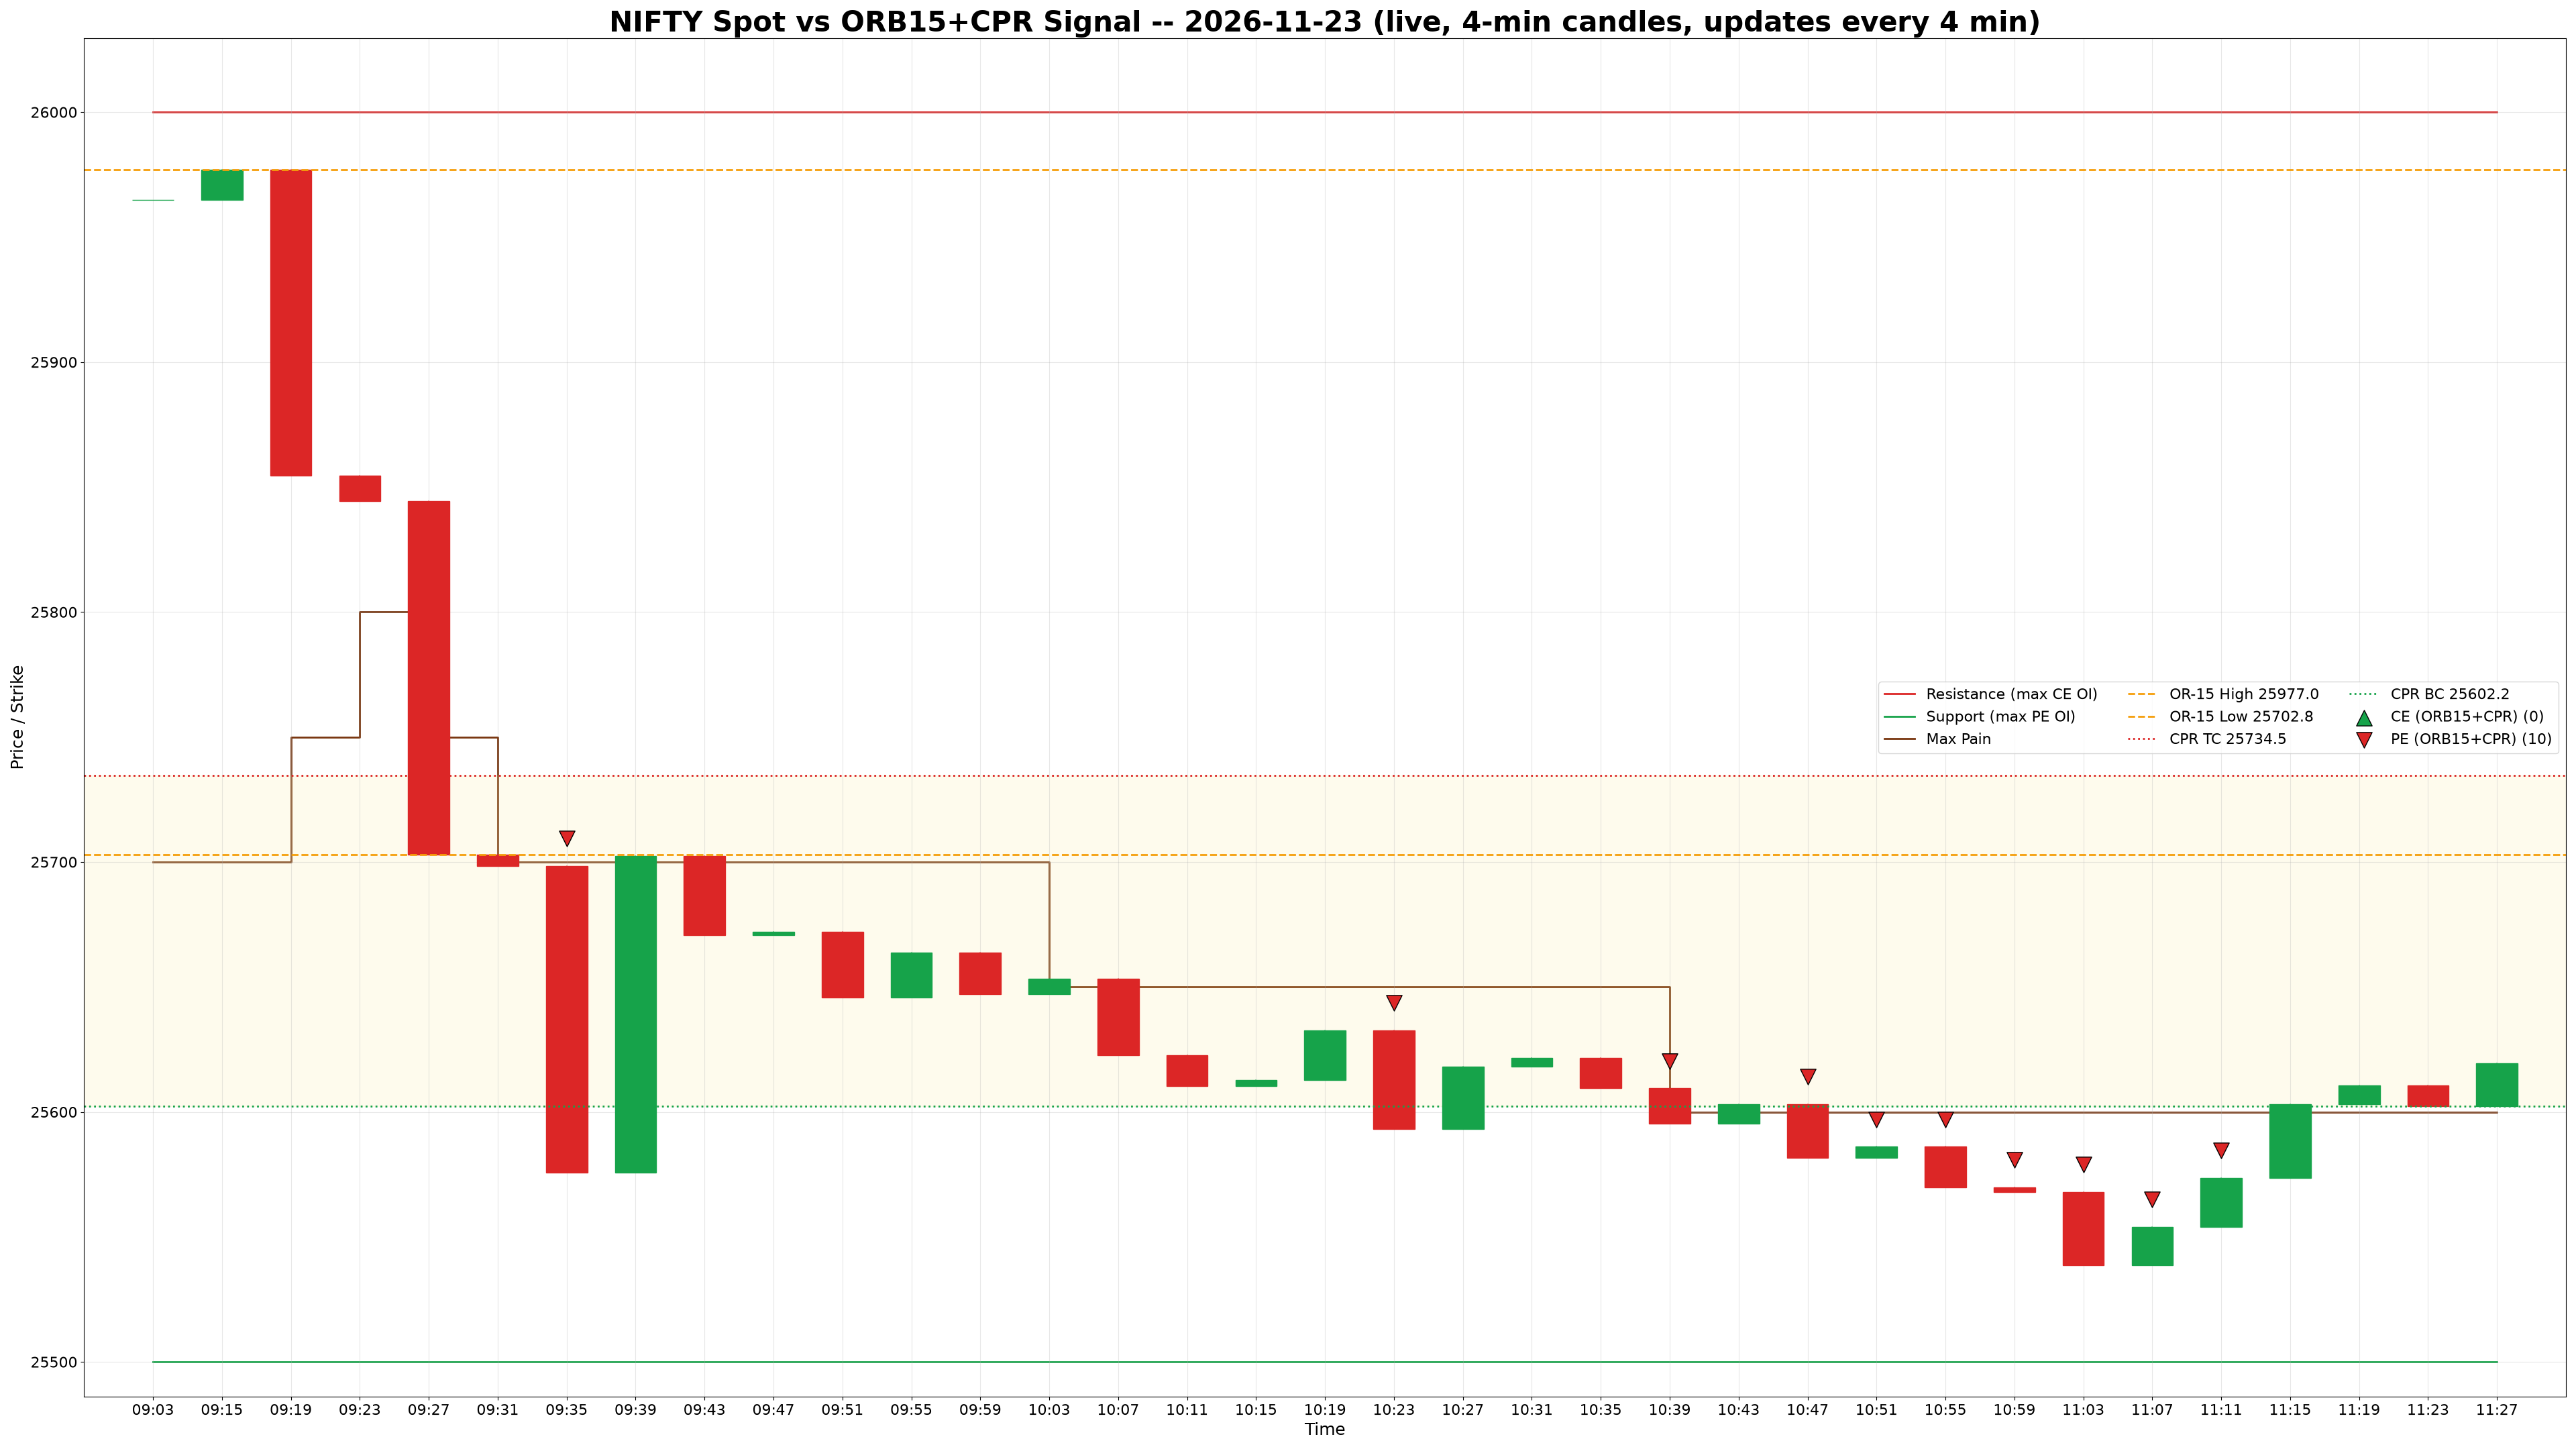 NIFTY Spot vs ORB15+CPR Signal -- 2026-11-23 (live, 4-min candles, updates every 4 min)
Price / Strike
26000
25900
25800
25700
25600
25500
Resistance (max CE OI)
Support (max PE OI)
Max Pain
OR-15 High 25977.0
OR-15 Low 25702.8
CPR TC 25734.5
CPR BC 25602.2
CE (ORB15+CPR) (0)
PE (ORB15+CPR) (10)
09:03 09:15 09:19 09:23 09:27 09:31 09:35 09:39 09:43 09:47 09:51 09:55 09:59 10:03 10:07 10:11 10:15 10:19 10:23 10:27 10:31 10:35 10:39 10:43 10:47 10:51 10:55 10:59 11:03 11:07 11:11 11:15 11:19 11:23 11:27
Time